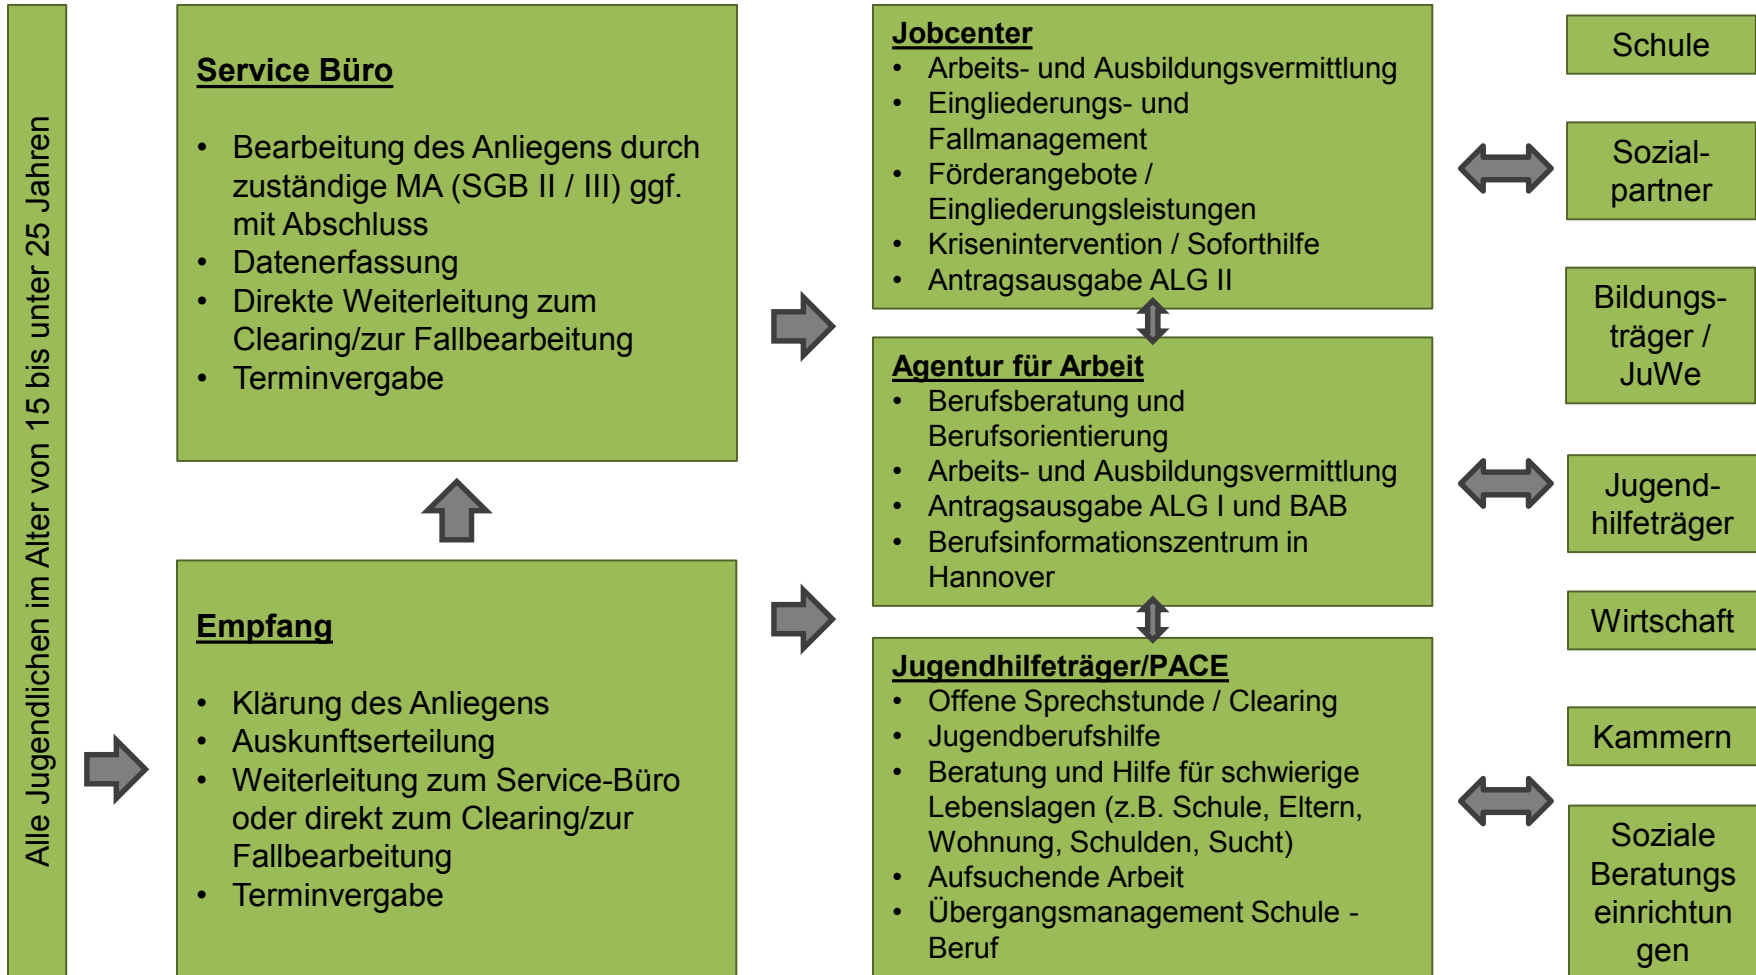 Alle Jugendlichen im Alter von 15 bis unter 25 Jahren
Service Büro
• Bearbeitung des Anliegens durch
zuständige MA (SGB II / III) ggf.
mit Abschluss
• Datenerfassung
• Direkte Weiterleitung zum
Clearing/zur Fallbearbeitung
• Terminvergabe
Empfang
• Klärung des Anliegens
• Auskunftserteilung
• Weiterleitung zum Service-Büro
oder direkt zum Clearing/zur
Fallbearbeitung
• Terminvergabe
Jobcenter
• Arbeits- und Ausbildungsvermittlung
• Eingliederungs- und
Fallmanagement
• Förderangebote /
Eingliederungsleistungen
• Krisenintervention / Soforthilfe
• Antragsausgabe ALG II
Agentur für Arbeit
• Berufsberatung und
Berufsorientierung
• Arbeits- und Ausbildungsvermittlung
• Antragsausgabe ALG I und BAB
• Berufsinformationszentrum in
Hannover
Jugendhilfeträger/PACE
• Offene Sprechstunde / Clearing
• Jugendberufshilfe
• Beratung und Hilfe für schwierige
Lebenslagen (z.B. Schule, Eltern,
Wohnung, Schulden, Sucht)
• Aufsuchende Arbeit
• Übergangsmanagement Schule -
Beruf
Schule
Sozial-
partner
Bildungs-
träger /
JuWe
Jugend-
hilfeträger
Wirtschaft
Kammern
Soziale
Beratungs
einrichtun
gen